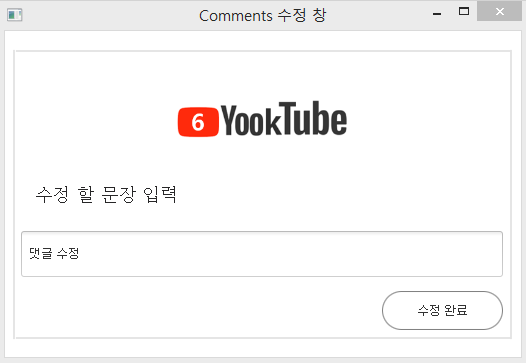 Comments 수정 창
6 YookTube
수정 할 문장 입력
댓글 수정
수정 완료